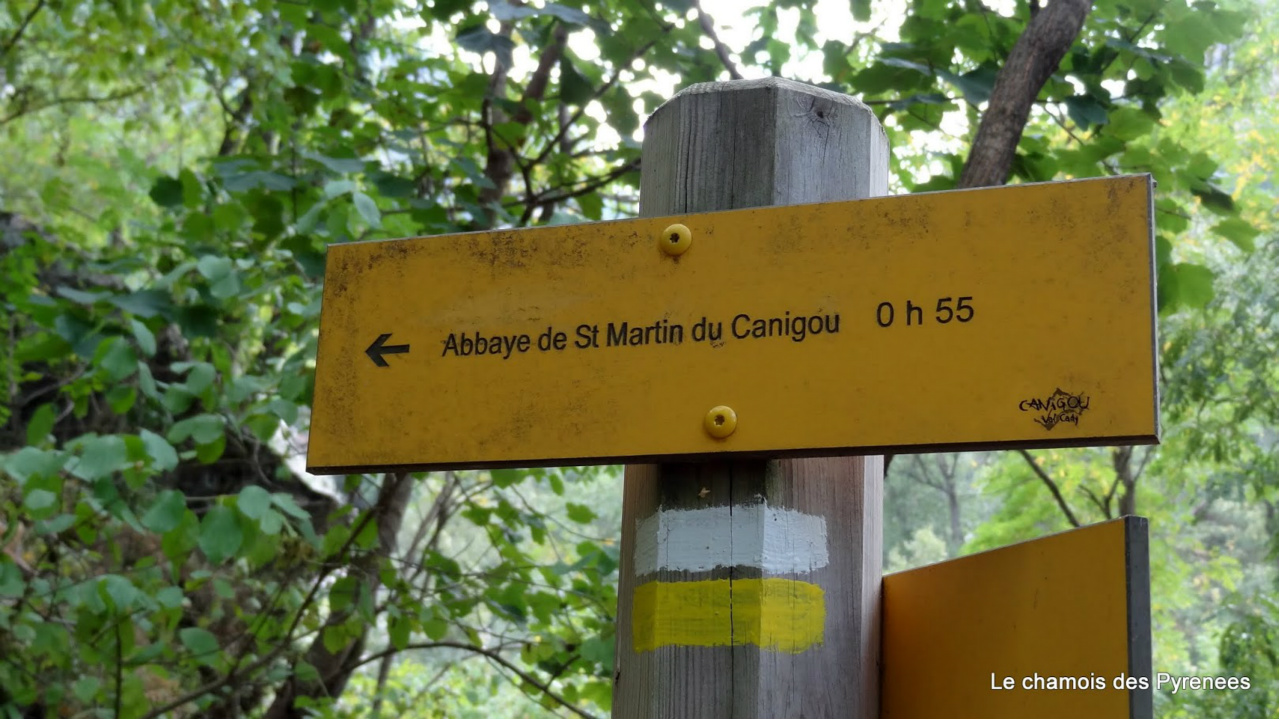 ← Abbaye de St Martin du Canigou 0 h 55
CANIGOU
Le chamois des Pyrenees